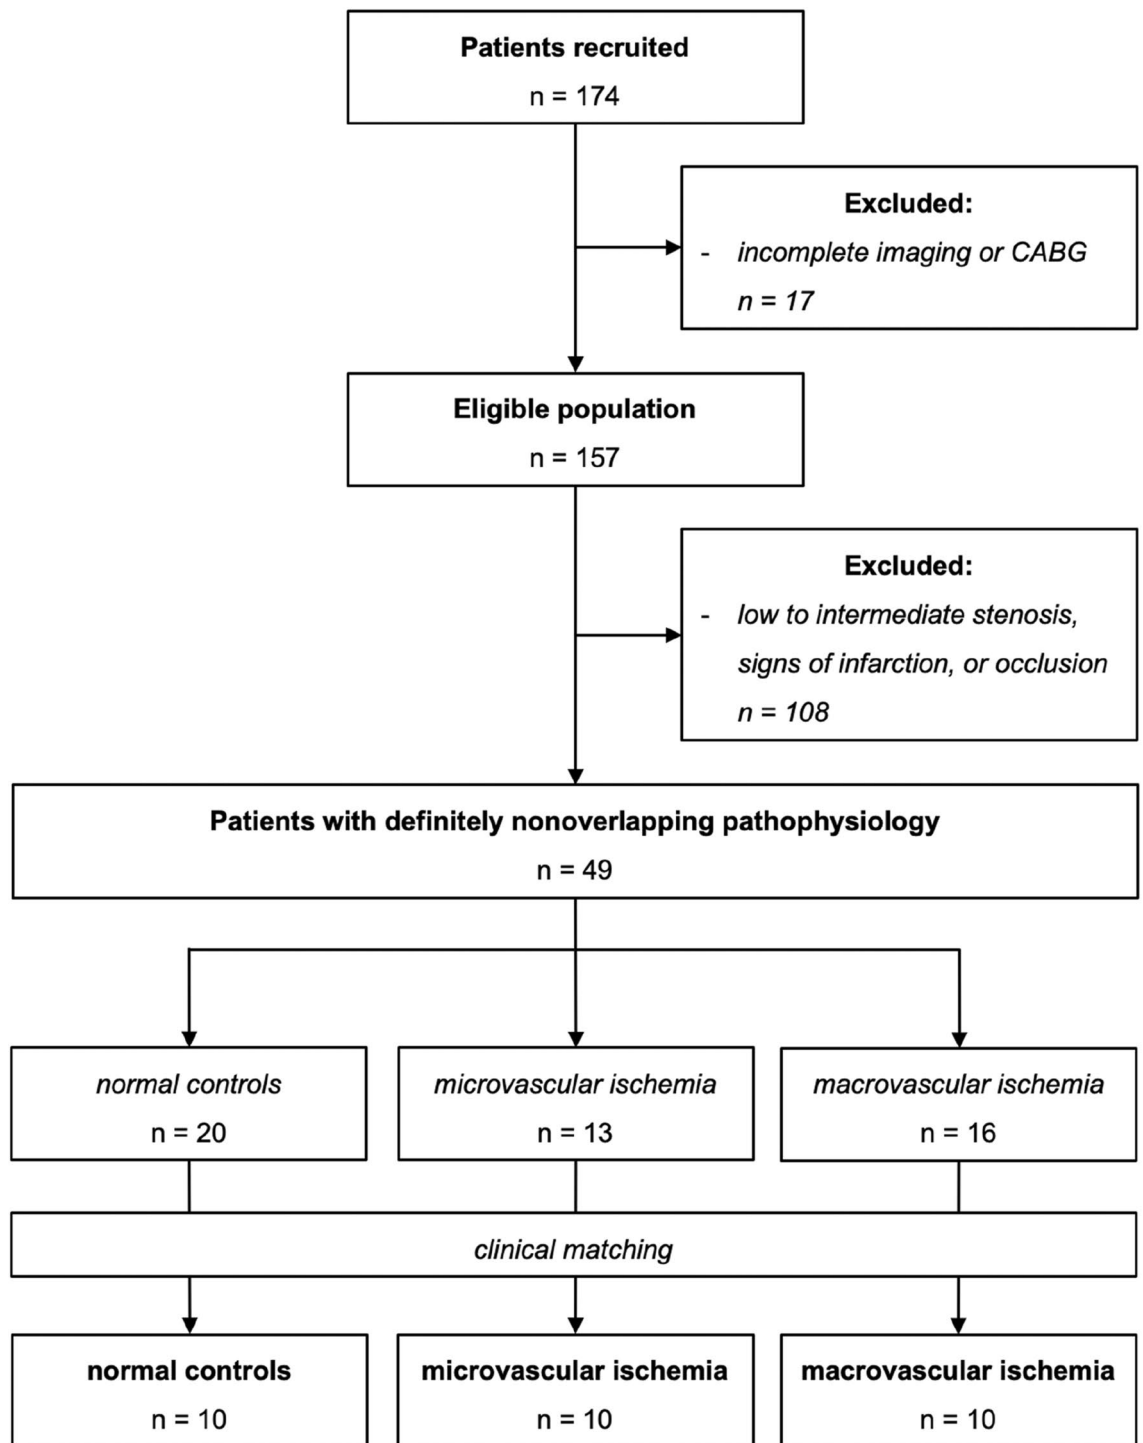 Patients recruited
n = 174
Excluded:
- incomplete imaging or CABG
n = 17
Eligible population
n = 157
Excluded:
- low to intermediate stenosis,
signs of infarction, or occlusion
n = 108
Patients with definitely nonoverlapping pathophysiology
n = 49
normal controls
n = 20
microvascular ischemia
n = 13
macrovascular ischemia
n = 16
clinical matching
normal controls
n = 10
microvascular ischemia
n = 10
macrovascular ischemia
n = 10